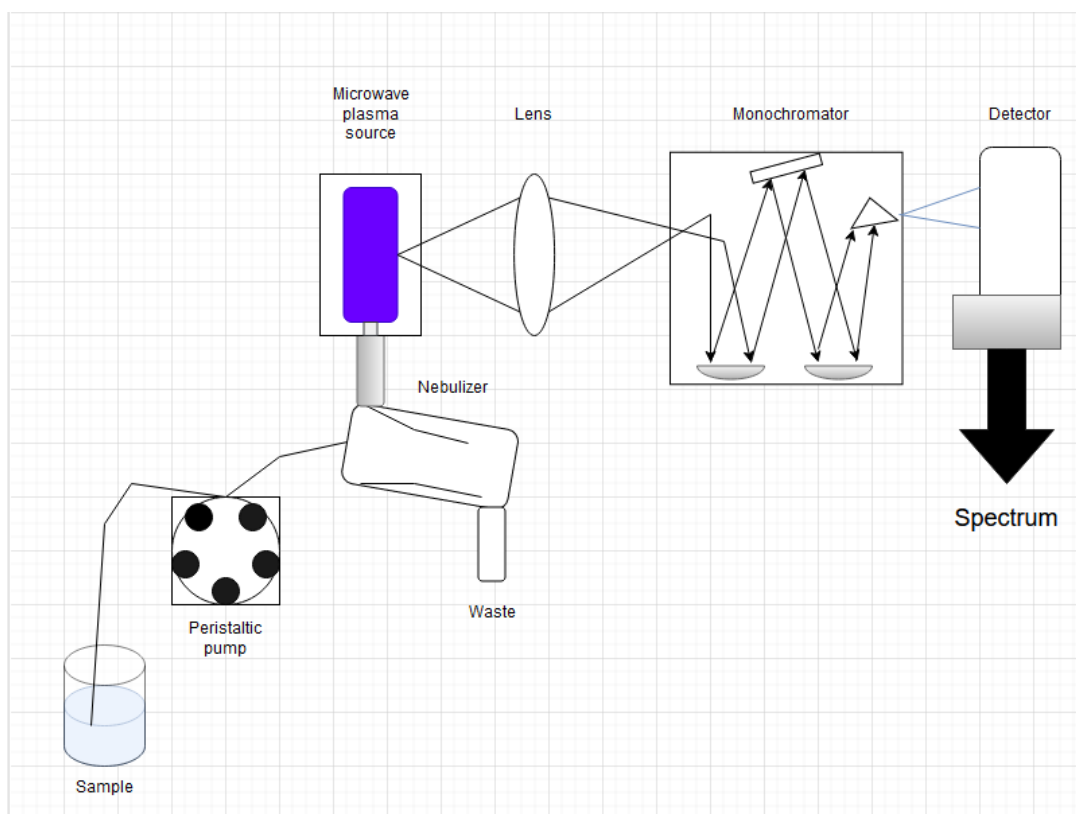 Microwave
plasma
source
Lens
Monochromator
Detector
Nebulizer
Spectrum
Waste
Peristaltic
pump
Sample